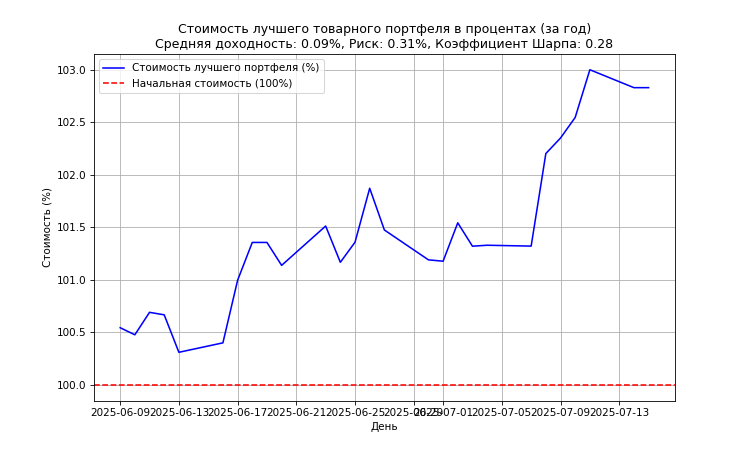 Стоимость лучшего товарного портфеля в процентах (за год)
Средняя доходность: 0.09%, Риск: 0.31%, Коэффициент Шарпа: 0.28
Стоимость лучшего портфеля (%)
Начальная стоимость (100%)
103.0
102.5
102.0
101.5
101.0
100.5
100.0
Стоимость (%)
2025-06-09 2025-06-13 2025-06-17 2025-06-21 2025-06-25 2025-06-29 2025-07-01 2025-07-05 2025-07-09 2025-07-13
День